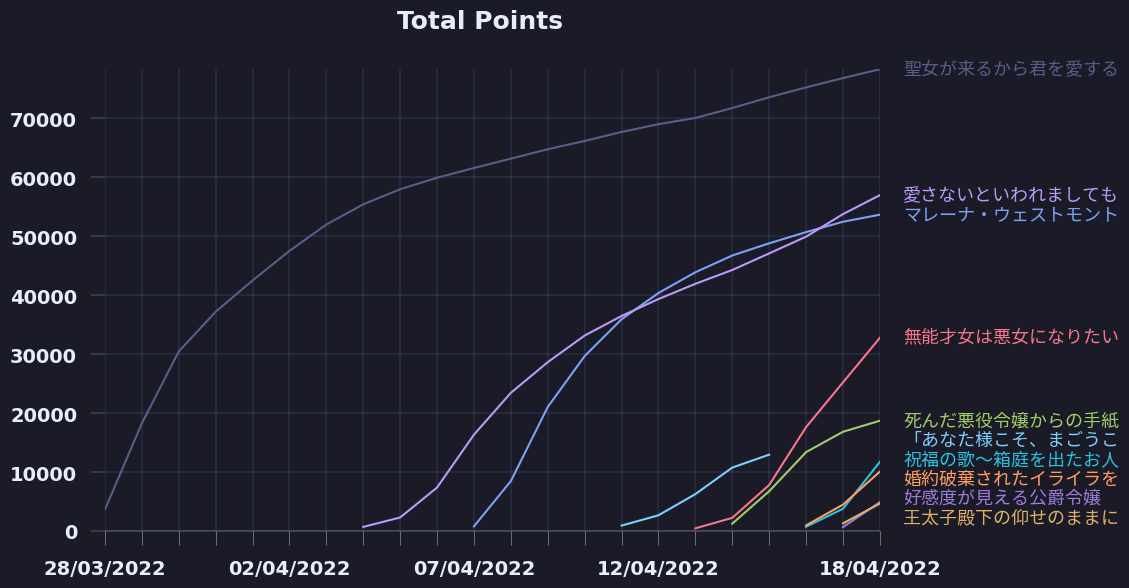 Total Points
聖女が来るから君を愛する
70000
60000
愛さないといわれましても
マレーナ・ウェストモント
50000
40000
無能才女は悪女になりたい
30000
20000
死んだ悪役令嬢からの手紙
「あなた様こそ、まごうこ
祝福の歌〜箱庭を出たお人
10000
婚約破棄されたイライラを
好感度が見える公爵令嬢
王太子殿下の仰せのままに
0
28/03/2022 02/04/2022 07/04/2022 12/04/2022 18/04/2022